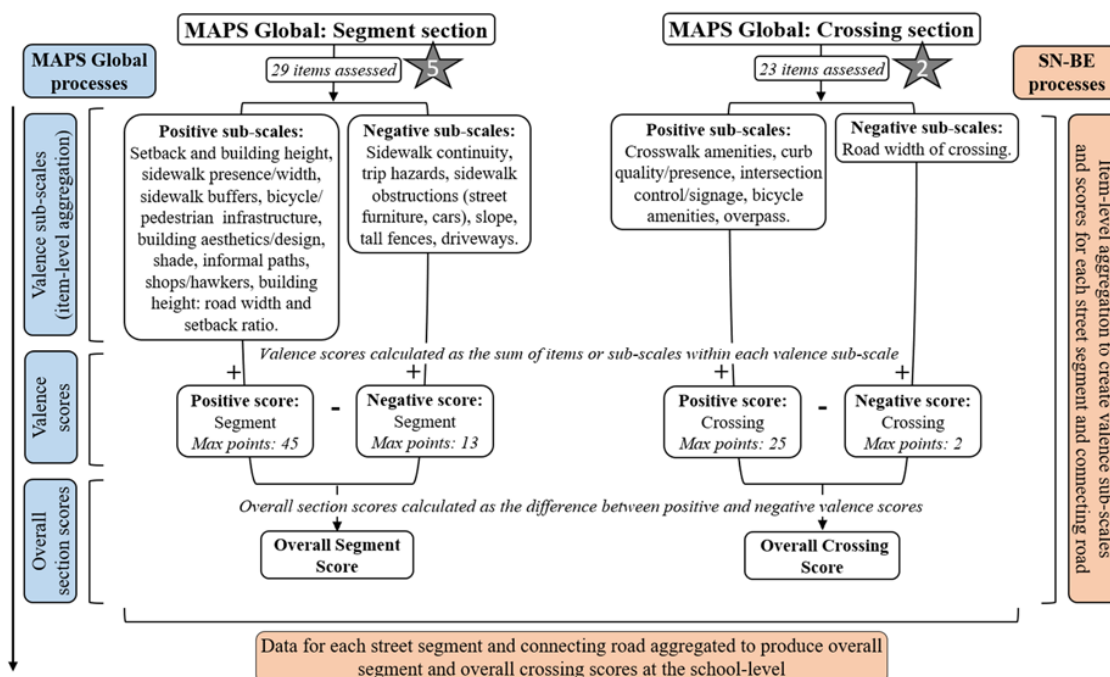 MAPS Global: Segment section
MAPS Global: Crossing section
MAPS Global
processes
29 items assessed
5
23 items assessed
2
SN-BE
processes
Valence sub-scales
(item-level aggregation)
Positive sub-scales:
Setback and building height,
sidewalk presence/width,
sidewalk buffers, bicycle/
pedestrian infrastructure,
building aesthetics/design,
shade, informal paths,
shops/hawkers, building
height: road width and
setback ratio.
Negative sub-scales:
Sidewalk continuity,
trip hazards, sidewalk
obstructions (street
furniture, cars), slope,
tall fences, driveways.
Positive sub-scales:
Crosswalk amenities, curb
quality/presence, intersection
control/signage, bicycle
amenities, overpass.
Negative sub-scales:
Road width of crossing.
Item-level aggregation to create valence sub-scales
and scores for each street segment and connecting road
Valence scores calculated as the sum of items or sub-scales within each valence sub-scale
+
+
+
+
Valence
scores
Positive score:
Segment
Max points: 45
-
Negative score:
Segment
Max points: 13
Positive score:
Crossing
Max points: 25
-
Negative score:
Crossing
Max points: 2
Overall
section scores
Overall section scores calculated as the difference between positive and negative valence scores
Overall Segment
Score
Overall Crossing
Score
Data for each street segment and connecting road aggregated to produce overall
segment and overall crossing scores at the school-level